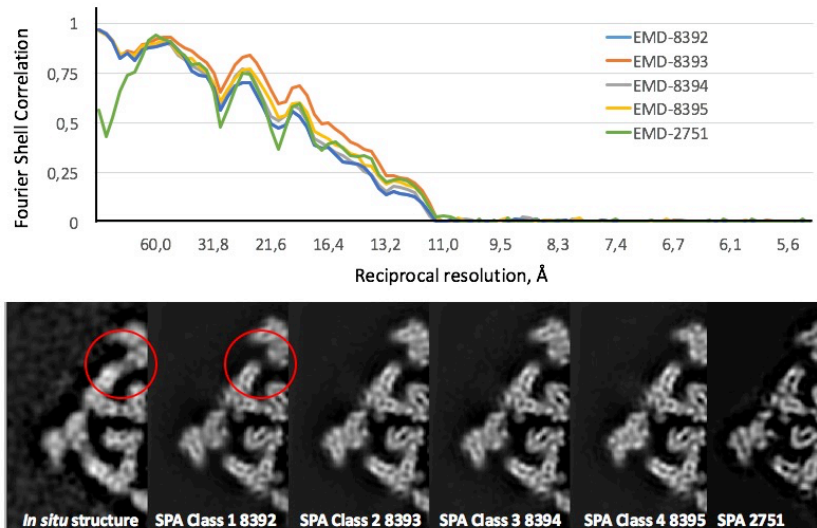 1
0,75
0,5
0,25
0
Fourier Shell Correlation
EMD-8392
EMD-8393
EMD-8394
EMD-8395
EMD-2751
60,0 31,8 21,6 16,4 13,2 11,0 9,5 8,3 7,4 6,7 6,1 5,6
Reciprocal resolution, Å
In situ structure SPA Class 1 8392 SPA Class 2 8393 SPA Class 3 8394 SPA Class 4 8395 SPA 2751